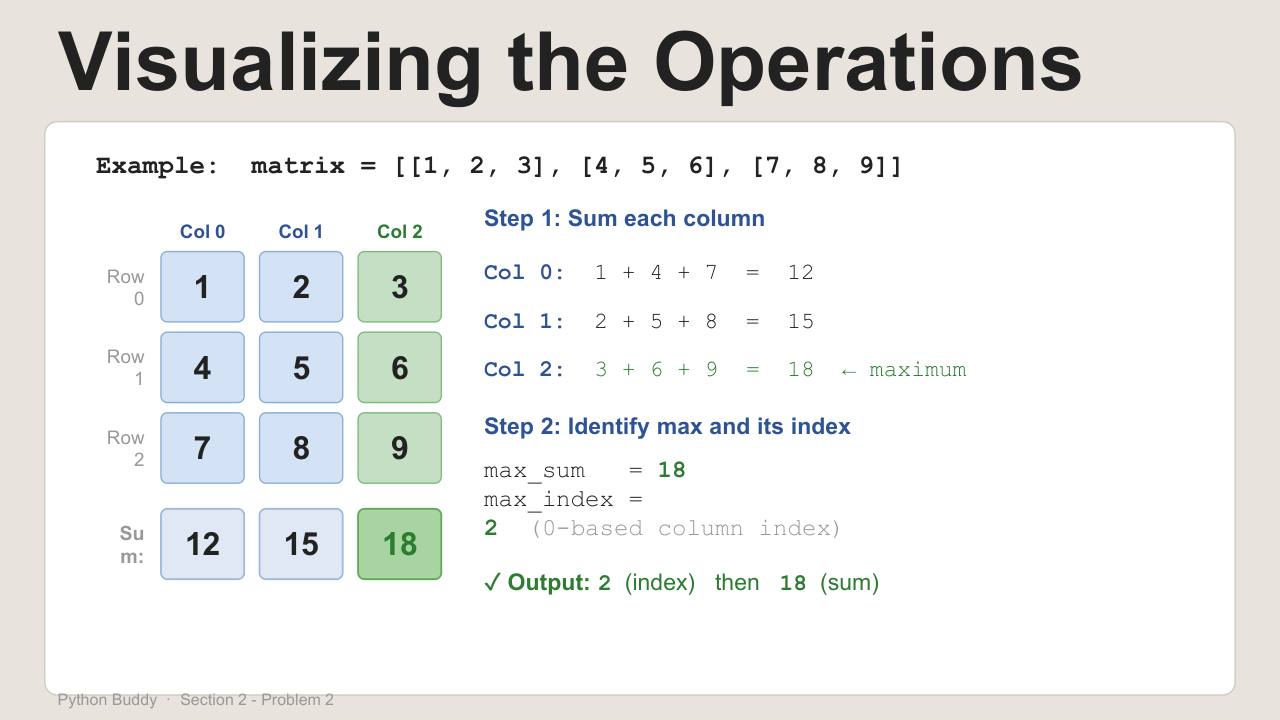 Visualizing the Operations
Example:  matrix = [[1, 2, 3], [4, 5, 6], [7, 8, 9]]
Col 0 Col 1 Col 2
Row
0
1 2 3
Row
1
4 5 6
Row
2
7 8 9
Su
m:
12 15 18
Step 1: Sum each column
Col 0:  1 + 4 + 7  =  12
Col 1:  2 + 5 + 8  =  15
Col 2:  3 + 6 + 9  =  18  ← maximum
Step 2: Identify max and its index
max_sum   = 18
max_index =
2  (0-based column index)
✓ Output: 2 (index) then 18 (sum)
Python Buddy · Section 2 - Problem 2